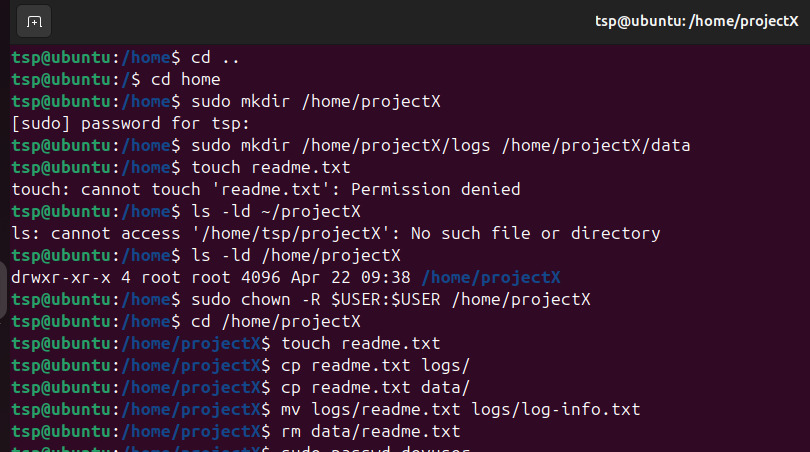 tsp@ubuntu: /home/projectX
tsp@ubuntu:/home$ cd ..
tsp@ubuntu:/$ cd home
tsp@ubuntu:/home$ sudo mkdir /home/projectX
[sudo] password for tsp:
tsp@ubuntu:/home$ sudo mkdir /home/projectX/logs /home/projectX/data
tsp@ubuntu:/home$ touch readme.txt
touch: cannot touch 'readme.txt': Permission denied
tsp@ubuntu:/home$ ls -ld ~/projectX
ls: cannot access '/home/tsp/projectX': No such file or directory
tsp@ubuntu:/home$ ls -ld /home/projectX
drwxr-xr-x 4 root root 4096 Apr 22 09:38 /home/projectX
tsp@ubuntu:/home$ sudo chown -R $USER:$USER /home/projectX
tsp@ubuntu:/home$ cd /home/projectX
tsp@ubuntu:/home/projectX$ touch readme.txt
tsp@ubuntu:/home/projectX$ cp readme.txt logs/
tsp@ubuntu:/home/projectX$ cp readme.txt data/
tsp@ubuntu:/home/projectX$ mv logs/readme.txt logs/log-info.txt
tsp@ubuntu:/home/projectX$ rm data/readme.txt
tsp@ubuntu:/home/projectX$ sudo passwd devuser